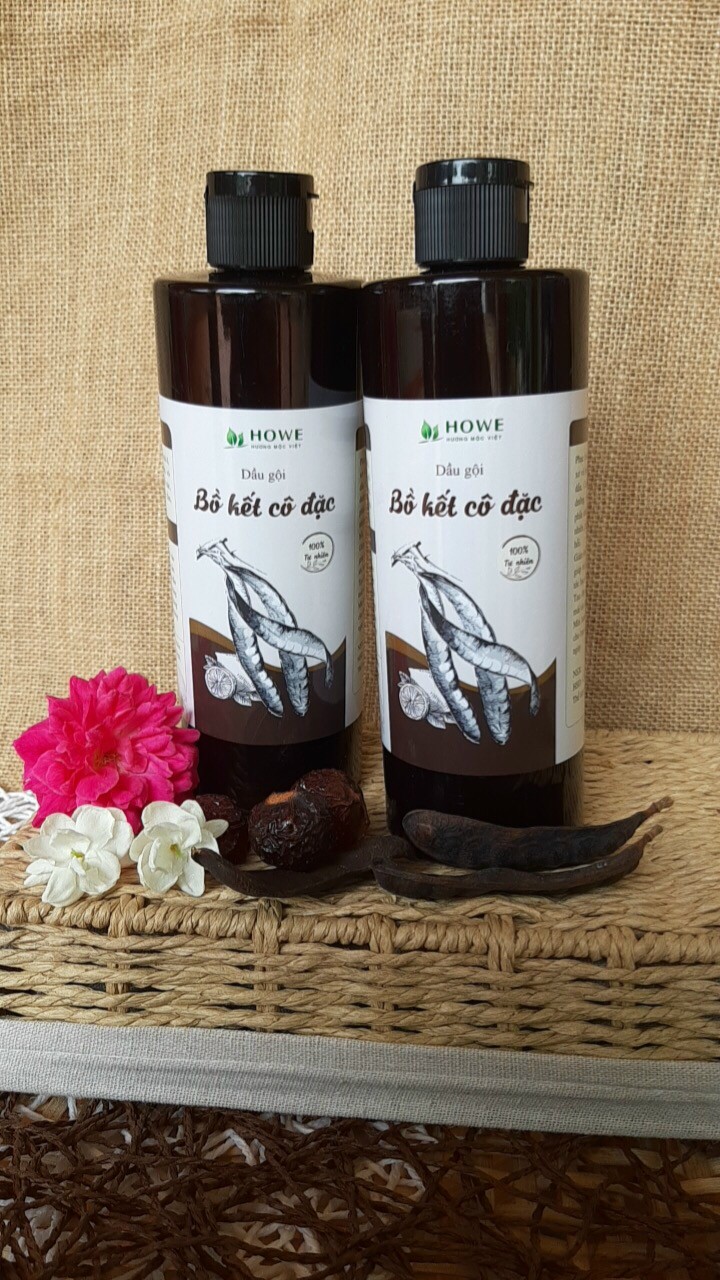 HOWE
HƯƠNG MỘC VIỆT
Dầu gội
Bồ kết cô đặc
100%
Tự nhiên
HOWE
HƯƠNG MỘC VIỆT
Dầu gội
Bồ kết cô đặc
100%
Tự nhiên